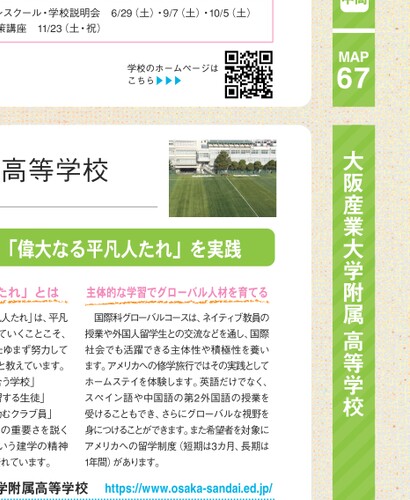 スクール・学校説明会 6/29（土）・9/7（土）・10/5（土）
講座 11/23（土・祝）
学校のホームページは
こちら▶▶▶
MAP
67
高等学校
「偉大なる平凡人たれ」を実践
たれ」とは
人たれ」は、平凡
ていくことこそ、
たゆまず努力して
と教えています。
う学校」
する生徒」
むクラブ員」
の重要さを説く
いう建学の精神
れています。
主体的な学習でグローバル人材を育てる
国際科グローバルコースは、ネイティブ教員の
授業や外国人留学生との交流などを通し、国際
社会でも活躍できる主体性や積極性を養い
ます。アメリカへの修学旅行ではその実践として
ホームステイを体験します。英語だけでなく、
スペイン語や中国語の第2外国語の授業を
受けることもでき、さらにグローバルな視野を
身につけることができます。また希望者を対象に
アメリカへの留学制度（短期は3カ月、長期は
1年間）があります。
学附属高等学校 https://www.osaka-sandai.ed.jp/
大阪産業大学附属 高等学校